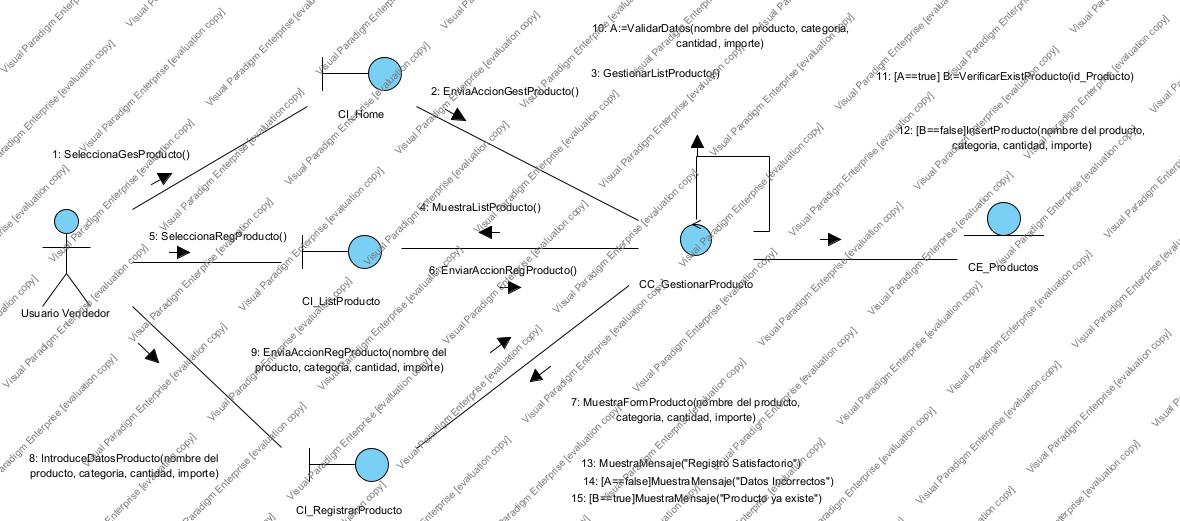 10: A:=ValidarDatos(nombre del producto, categoria,
cantidad, importe)
3: GestionarListProducto()
11: [A==true] B:=VerificarExistProducto(id_Producto)
2: EnviaAccionGestProducto()
CI_Home
12: [B==false]InsertProducto(nombre del producto,
categoria, cantidad, importe)
1: SeleccionaGesProducto()
4: MuestraListProducto()
5: SeleccionaRegProducto()
6: EnviarAccionRegProducto()
CE_Productos
CC_GestionarProducto
CI_ListProducto
Usuario Vendedor
9: EnviaAccionRegProducto(nombre del
producto, categoria, cantidad, importe)
7: MuestraFormProducto(nombre del producto,
categoria, cantidad, importe)
8: IntroduceDatosProducto(nombre del
producto, categoria, cantidad, importe)
13: MuestraMensaje("Registro Satisfactorio")
14: [A==false]MuestraMensaje("Datos Incorrectos")
15: [B==true]MuestraMensaje("Producto ya existe")
CI_RegistrarProducto
Visual Paradigm Enterprise [evaluation copy]